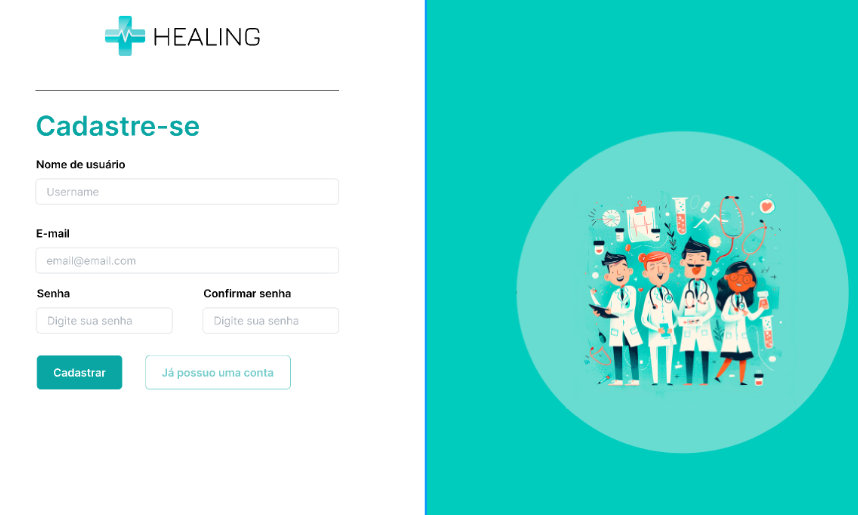 HEALING
Cadastre-se
Nome de usuário
Username
E-mail
email@email.com
Senha
Confirmar senha
Digite sua senha
Digite sua senha
Cadastrar
Já possuo uma conta